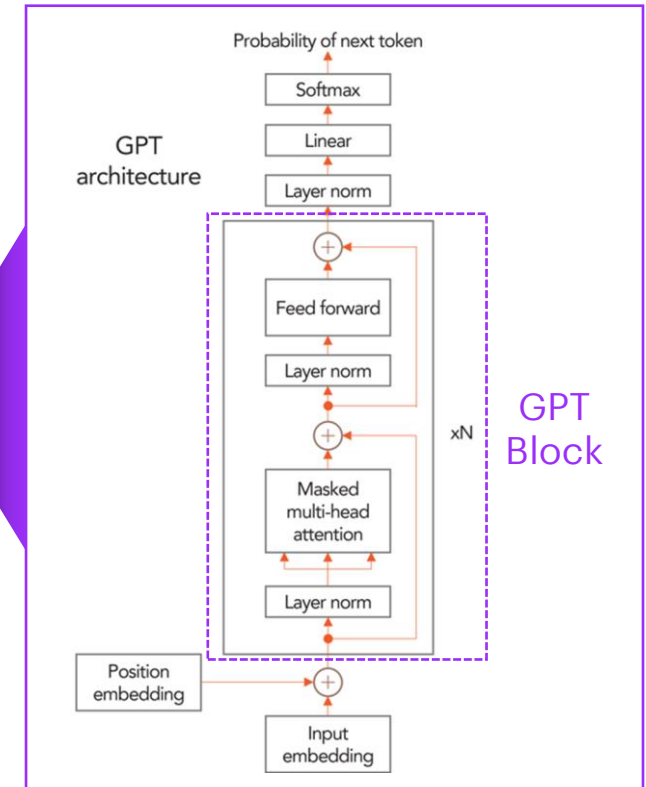 Probability of next token
Softmax
Linear
GPT
architecture
Layer norm
+
Feed forward
Layer norm
GPT
Block
+
xN
Masked
multi-head
attention
Layer norm
Position
embedding
+
Input
embedding